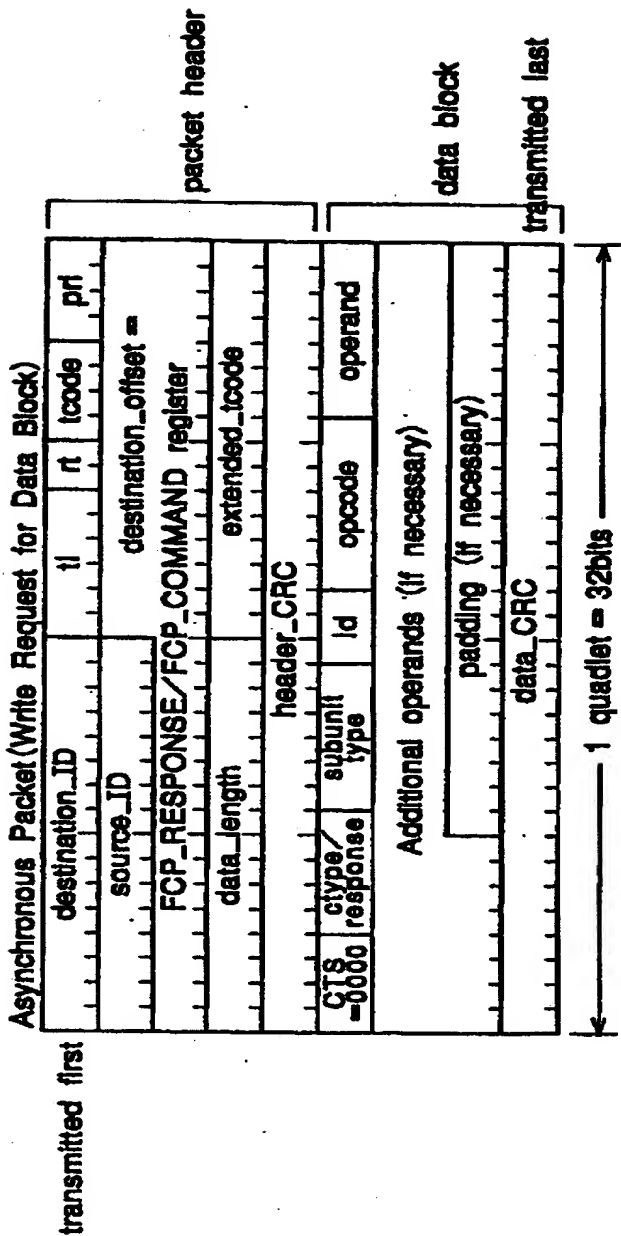 Asynchronous Packet(Write Request for Data Block)
transmitted first
destination_ID tl rt tcode pri
source_ID destination_offset =
FCP_RESPONSE/FCP_COMMAND register
data_length extended_tcode
header_CRC
packet header
CTS =0000 ctype/ response subunit type id opcode operand
Additional operands (if necessary)
padding (if necessary)
data_CRC
data block
transmitted last
1 quadlet = 32bits